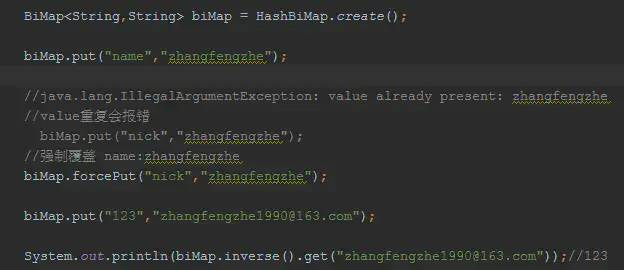 BiMap<String,String> biMap = HashBiMap.create();
biMap.put("name","zhangfengzhe");
//java.lang.IllegalArgumentException: value already present: zhangfengzhe
//value重复会报错
biMap.put("nick","zhangfengzhe");
//强制覆盖 name:zhangfengzhe
biMap.forcePut("nick","zhangfengzhe");
biMap.put("123","zhangfengzhe1990@163.com");
System.out.println(biMap.inverse().get("zhangfengzhe1990@163.com"));//123